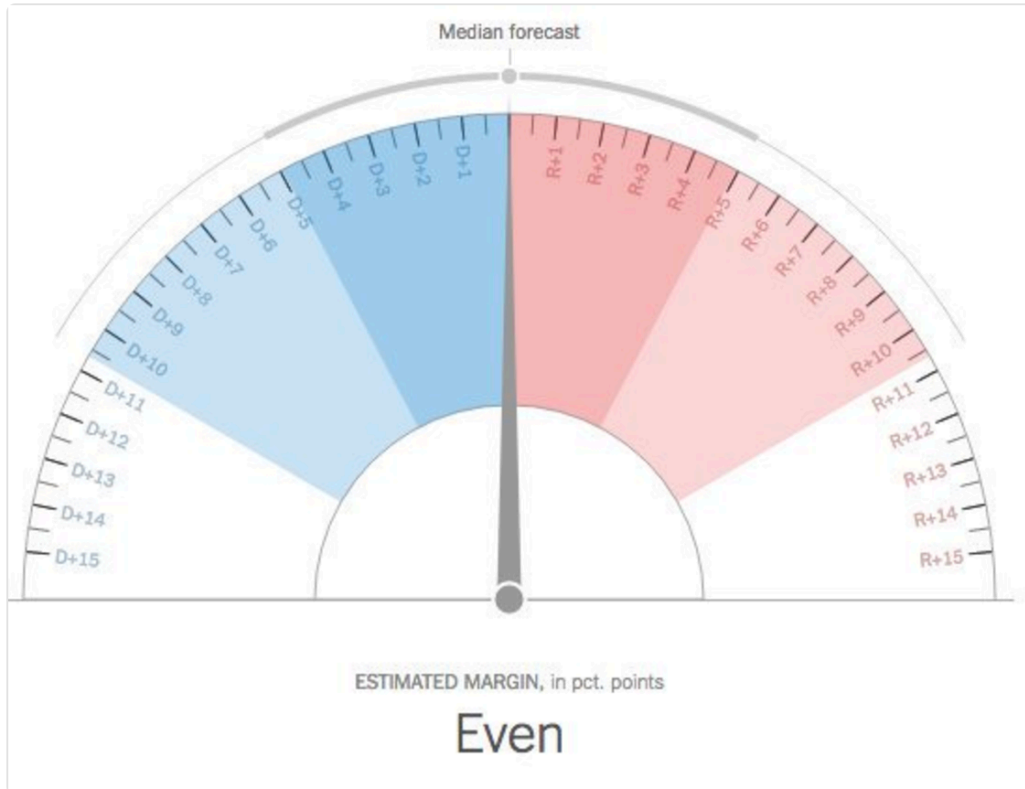 Median forecast
D+1
D+2
D+3
D+4
D+5
D+6
D+7
D+8
D+9
D+10
D+11
D+12
D+13
D+14
D+15
R+1
R+2
R+3
R+4
R+5
R+6
R+7
R+8
R+9
R+10
R+11
R+12
R+13
R+14
R+15
ESTIMATED MARGIN, in pct. points
Even